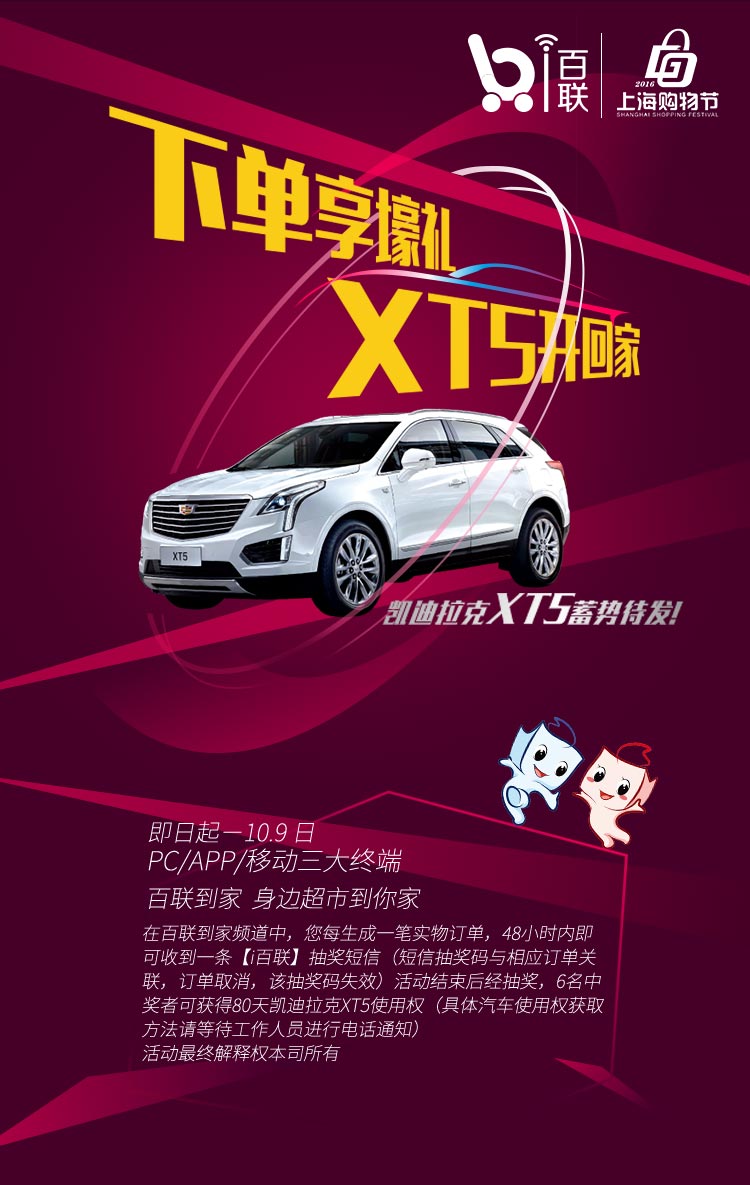 百联
2016
上海购物节
SHANGHAI SHOPPING FESTIVAL
下单享壕礼
XT5开回家
XT5
凯迪拉克XT5蓄势待发!
即日起－10.9 日
PC/APP/移动三大终端
百联到家 身边超市到你家
在百联到家频道中，您每生成一笔实物订单，48小时内即
可收到一条【i百联】抽奖短信（短信抽奖码与相应订单关
联，订单取消，该抽奖码失效）活动结束后经抽奖，6名中
奖者可获得80天凯迪拉克XT5使用权（具体汽车使用权获取
方法请等待工作人员进行电话通知）
活动最终解释权本司所有